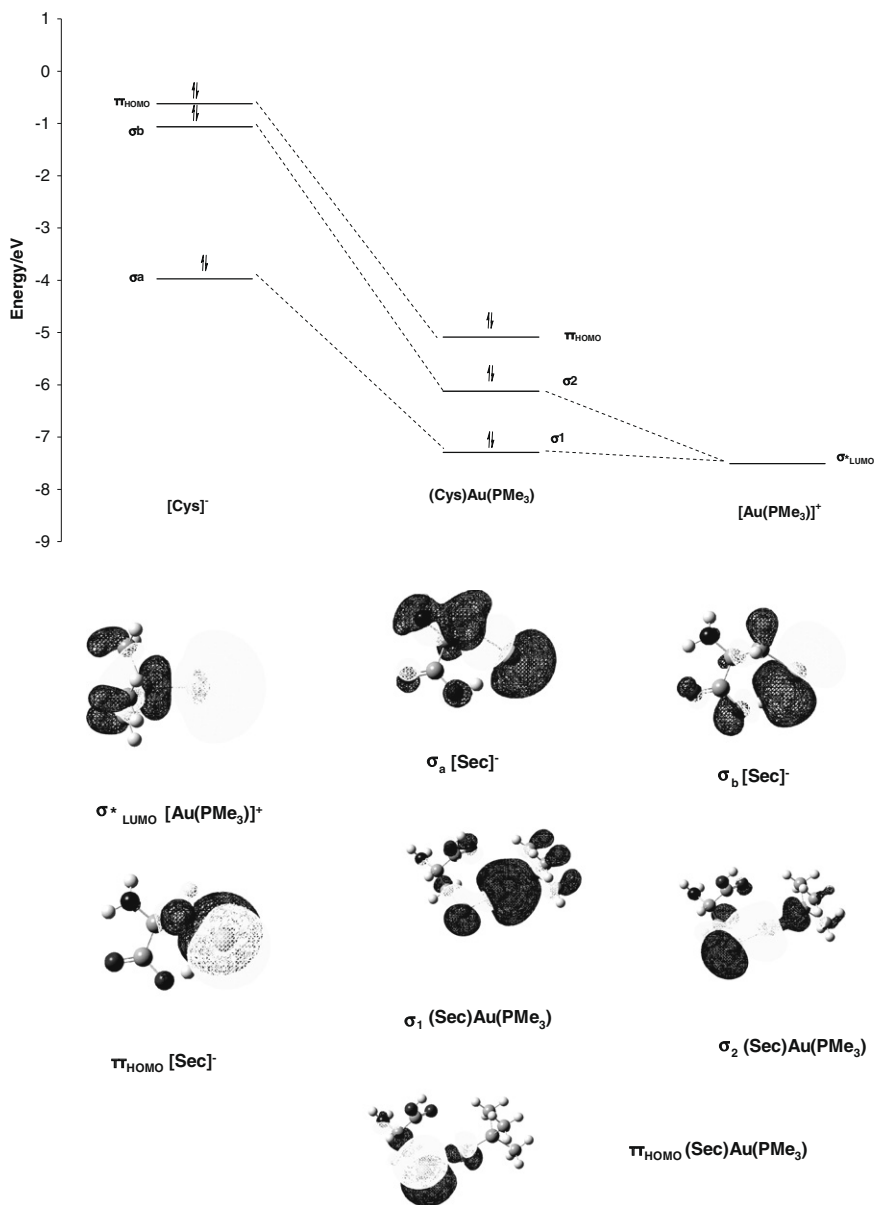 -1
0
πHOMO
-1
σb
-2
-3
σa
-4
Energy/eV
-5
πHOMO
σ2
-6
σ1
-7
σ*LUMO
-8
[Cys]⁻
(Cys)Au(PMe₃)
[Au(PMe₃)]⁺
-9
σₐ [Sec]⁻
σb [Sec]⁻
σ* LUMO [Au(PMe₃)]⁺
σ₁ (Sec)Au(PMe₃)
σ₂ (Sec)Au(PMe₃)
πHOMO [Sec]⁻
πHOMO (Sec)Au(PMe₃)